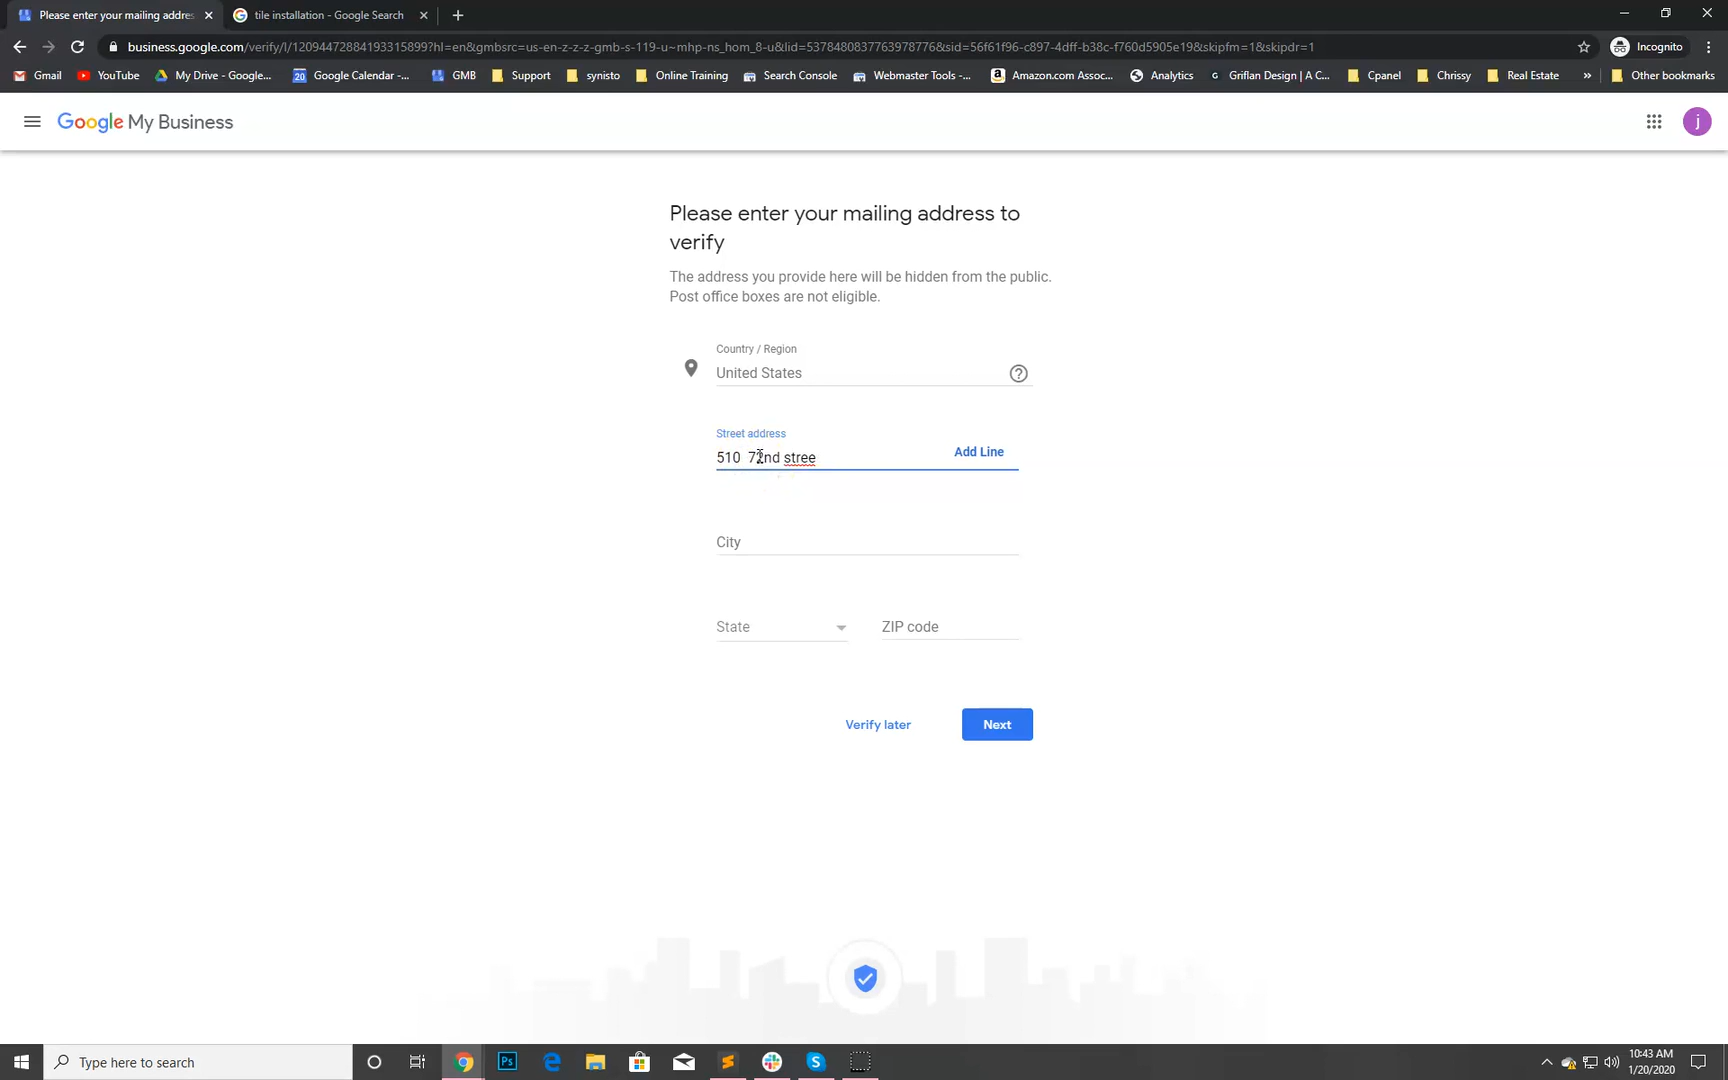 Please enter your mailing addres
tile installation - Google Search
business.google.com/verify/l/12094472884193315899?hl=en&gmbsrc=us-en-z-z-z-gmb-s-119-u~mhp-ns_hom_8-u&lid=5378480837763978776&sid=56f61f96-c897-4dff-b38c-f760d5905e19&skipfm=1&skipdr=1
Incognito
Gmail YouTube My Drive - Google... Google Calendar -... GMB Support synisto Online Training Search Console Webmaster Tools -... Amazon.com Assoc... Analytics Griflan Design | A C... Cpanel Chrissy Real Estate » Other bookmarks
Google My Business
j
Please enter your mailing address to
verify
The address you provide here will be hidden from the public.
Post office boxes are not eligible.
Country / Region
United States
Street address
510 72nd stree
Add Line
City
State
ZIP code
Verify later
Next
Type here to search
10:43 AM
1/20/2020